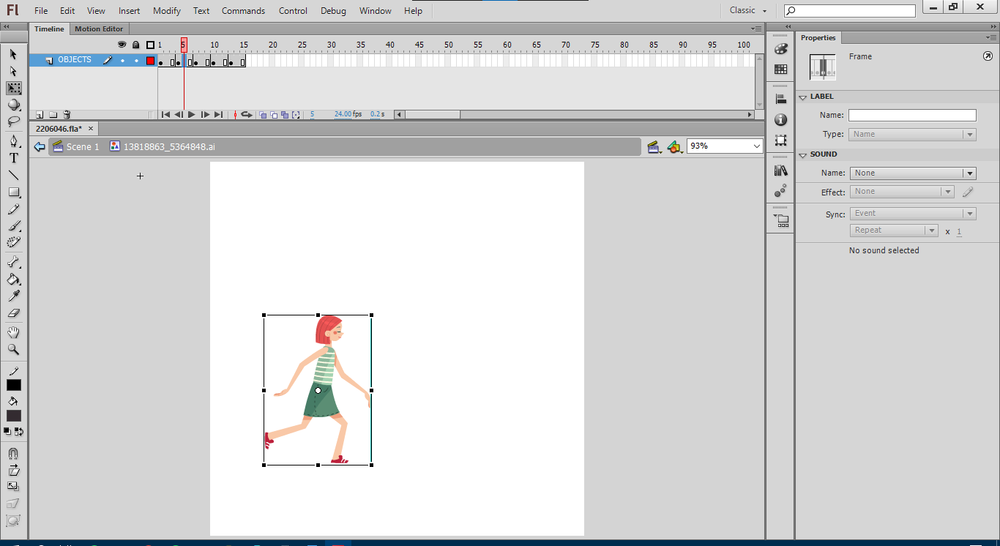 Fl File Edit View Insert Modify Text Commands Control Debug Window Help Classic
Timeline Motion Editor
1 5 10 15 20 25 30 35 40 45 50 55 60 65 70 75 80 85 90 95 100
OBJECTS
5 24.00 fps 0.2 s
2206046.fla* ×
Scene 1 13818863_5364848.ai 93%
T
Properties
Frame
LABEL
Name:
Type: Name
SOUND
Name: None
Effect: None
Sync: Event
Repeat x 1
No sound selected